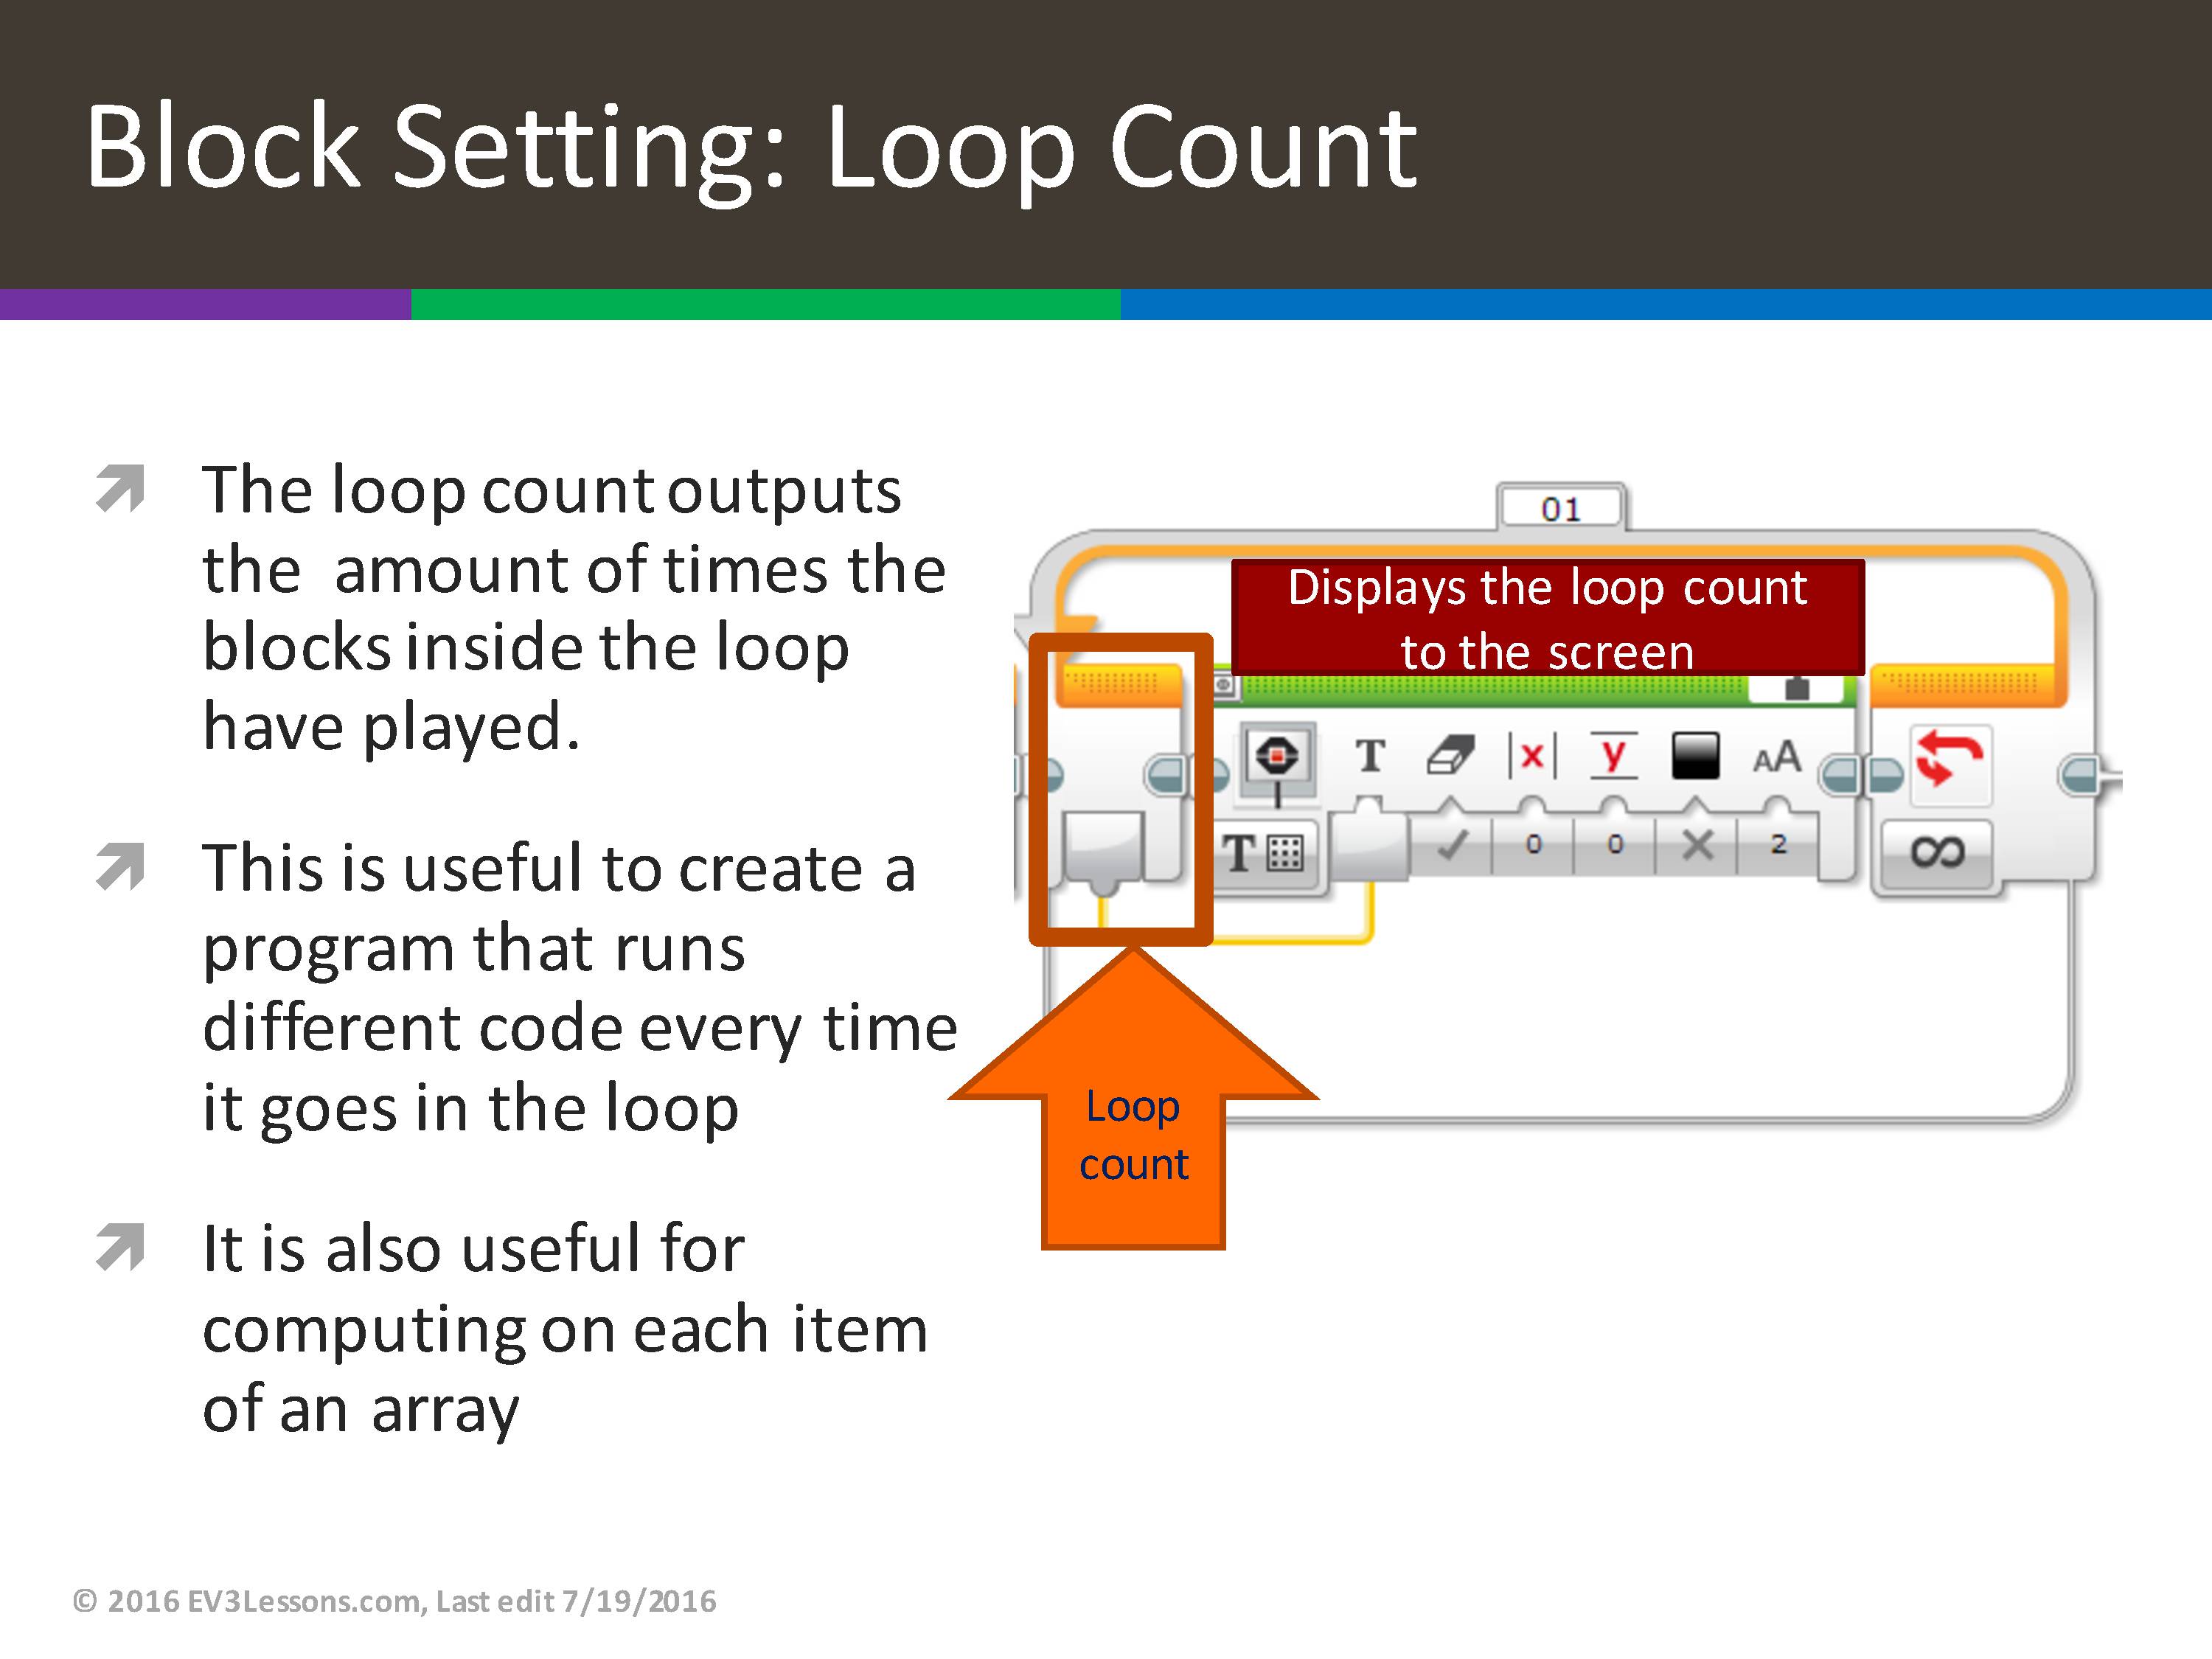 Block Setting: Loop Count
The loop count outputs
the amount of times the
blocks inside the loop
have played.
This is useful to create a
program that runs
different code every time
it goes in the loop
It is also useful for
computing on each item
of an array
01
Displays the loop count
to the screen
T x y AA
T 0 0 2
∞
Loop
count
© 2016 EV3Lessons.com, Last edit 7/19/2016